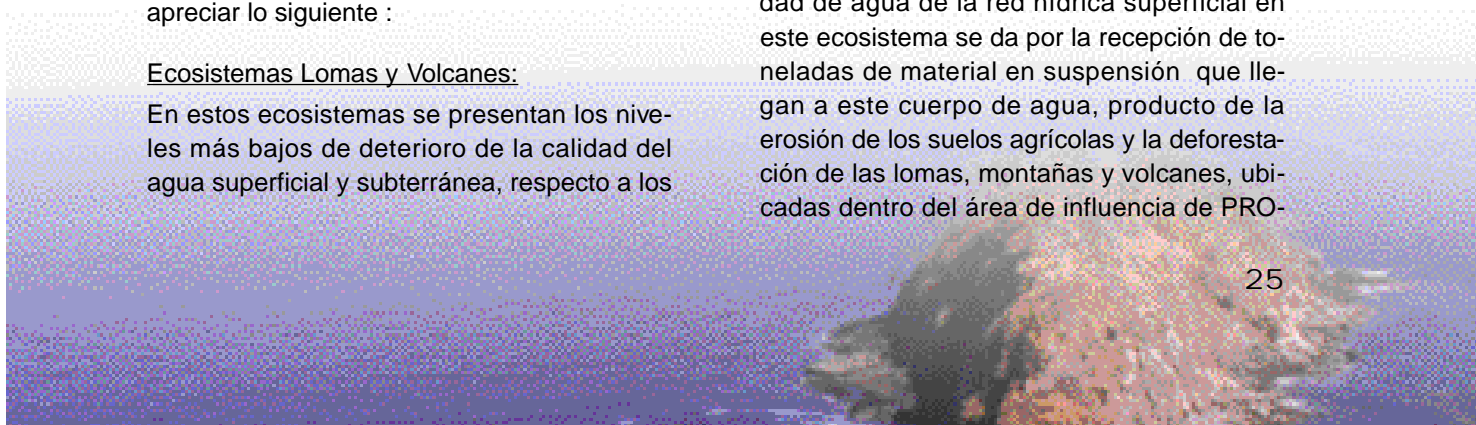 apreciar lo siguiente :
Ecosistemas Lomas y Volcanes:
En estos ecosistemas se presentan los nive-
les más bajos de deterioro de la calidad del
agua superficial y subterránea, respecto a los
dad de agua de la red hídrica superficial en
este ecosistema se da por la recepción de to-
neladas de material en suspensión que lle-
gan a este cuerpo de agua, producto de la
erosión de los suelos agrícolas y la deforesta-
ción de las lomas, montañas y volcanes, ubi-
cadas dentro del área de influencia de PRO-
25